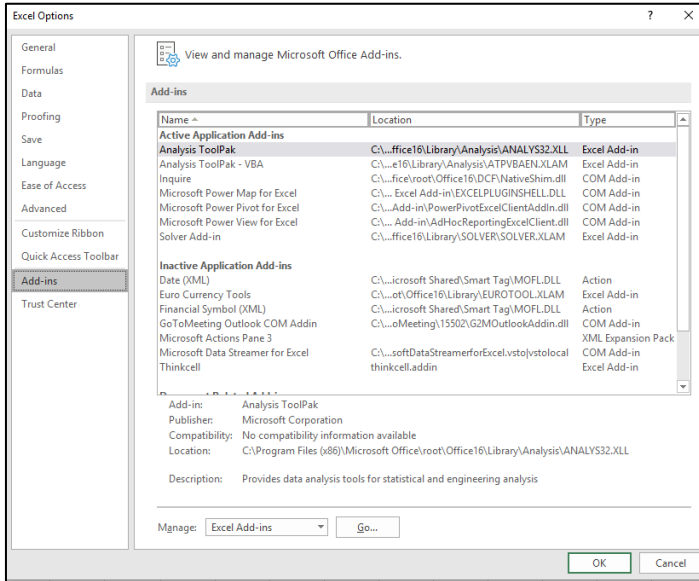 Excel Options ? ×
General
Formulas
Data
Proofing
Save
Language
Ease of Access
Advanced
Customize Ribbon
Quick Access Toolbar
Add-ins
Trust Center
View and manage Microsoft Office Add-ins.
Add-ins
Name Location Type
Active Application Add-ins
Analysis ToolPak C:\...ffice16\Library\Analysis\ANALYS32.XLL Excel Add-in
Analysis ToolPak - VBA C:\...e16\Library\Analysis\ATPVBAEN.XLAM Excel Add-in
Inquire C:\...fice\root\Office16\DCF\NativeShim.dll COM Add-in
Microsoft Power Map for Excel C:\... Excel Add-in\EXCELPLUGINSHELL.DLL COM Add-in
Microsoft Power Pivot for Excel C:\...Add-in\PowerPivotExcelClientAddIn.dll COM Add-in
Microsoft Power View for Excel C:\... Add-in\AdHocReportingExcelClient.dll COM Add-in
Solver Add-in C:\...ffice16\Library\SOLVER\SOLVER.XLAM Excel Add-in
Inactive Application Add-ins
Date (XML) C:\...icrosoft Shared\Smart Tag\MOFL.DLL Action
Euro Currency Tools C:\...ot\Office16\Library\EUROTOOL.XLAM Excel Add-in
Financial Symbol (XML) C:\...icrosoft Shared\Smart Tag\MOFL.DLL Action
GoToMeeting Outlook COM Addin C:\...oMeeting\15502\G2MOutlookAddin.dll COM Add-in
Microsoft Actions Pane 3 XML Expansion Pack
Microsoft Data Streamer for Excel C:\...softDataStreamerforExcel.vsto|vstolocal COM Add-in
Thinkcell thinkcell.addin Excel Add-in
Add-in: Analysis ToolPak
Publisher: Microsoft Corporation
Compatibility: No compatibility information available
Location: C:\Program Files (x86)\Microsoft Office\root\Office16\Library\Analysis\ANALYS32.XLL
Description: Provides data analysis tools for statistical and engineering analysis
Manage: Excel Add-ins Go...
OK Cancel